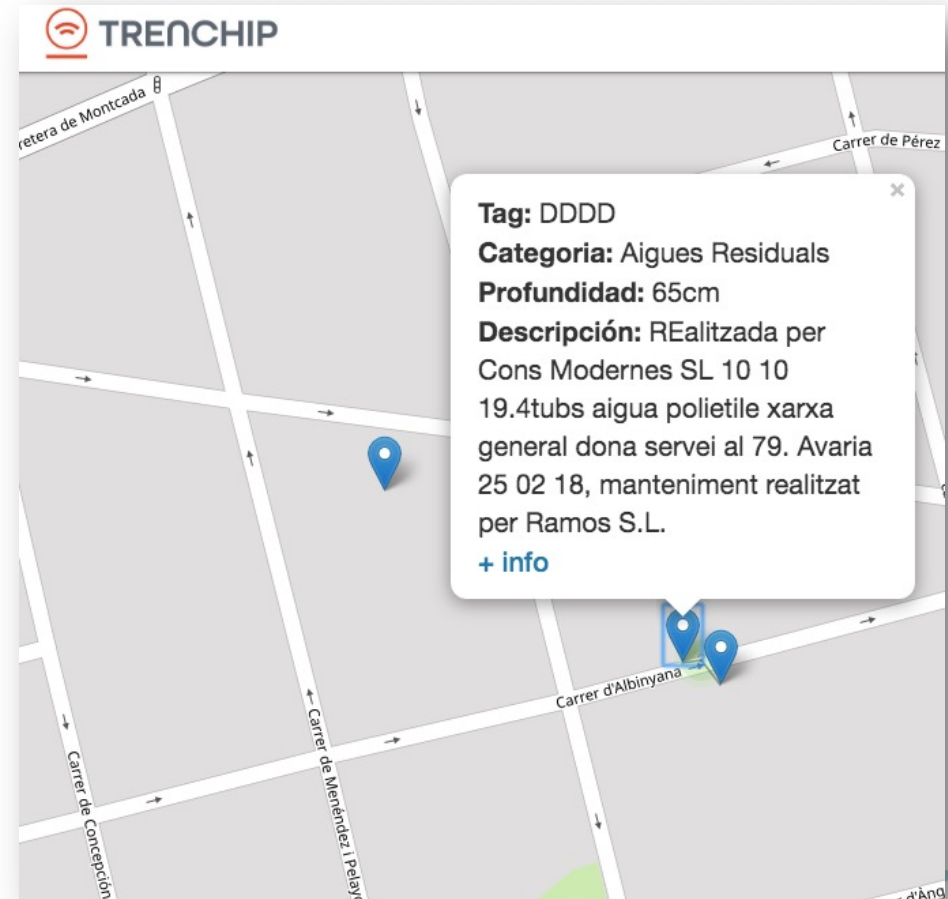 TRENCHIP
retera de Montcada
Carrer de Pérez
×
Tag: DDDD
Categoria: Aigues Residuals
Profundidad: 65cm
Descripción: REalitzada per
Cons Modernes SL 10 10
19.4tubs aigua polietile xarxa
general dona servei al 79. Avaria
25 02 18, manteniment realitzat
per Ramos S.L.
+ info
Carrer d'Albinyana
Carrer de Menéndez i Pelayo
Carrer de Concepción
d'Àng